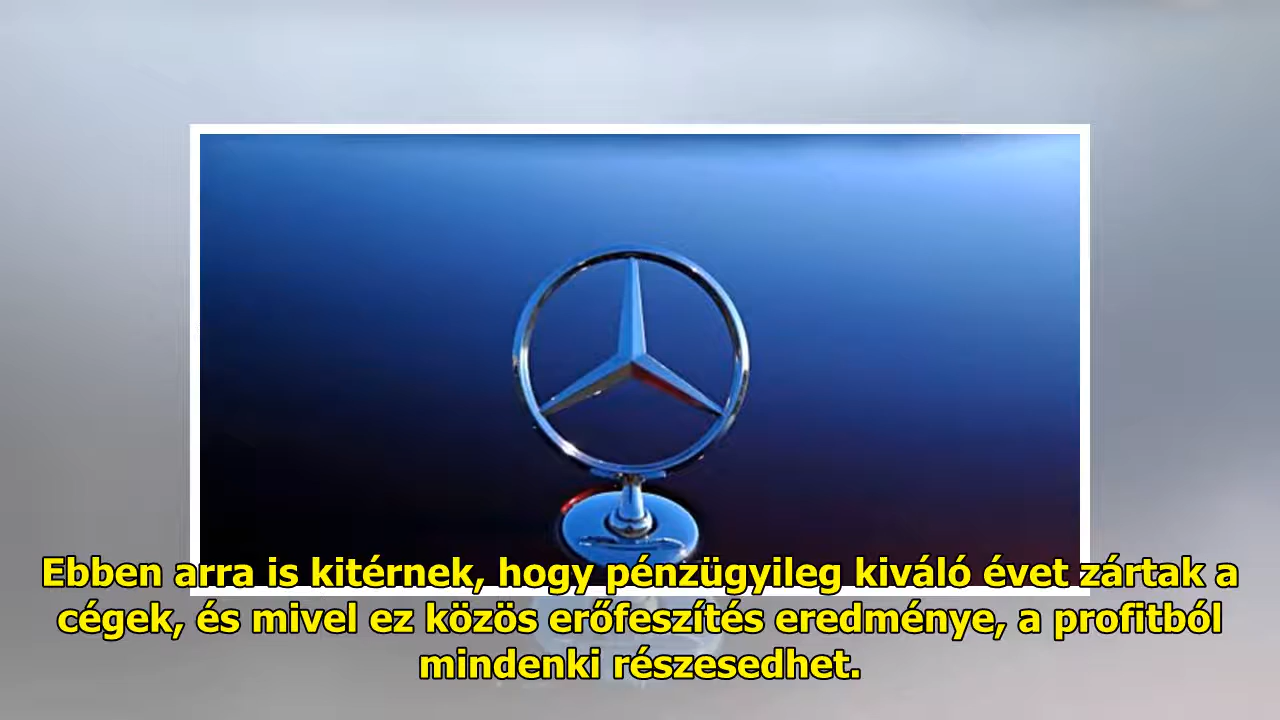 Ebben arra is kitérnek, hogy pénzügyileg kiváló évet zártak a
cégek, és mivel ez közös erőfeszítés eredménye, a profitból
mindenki részesedhet.